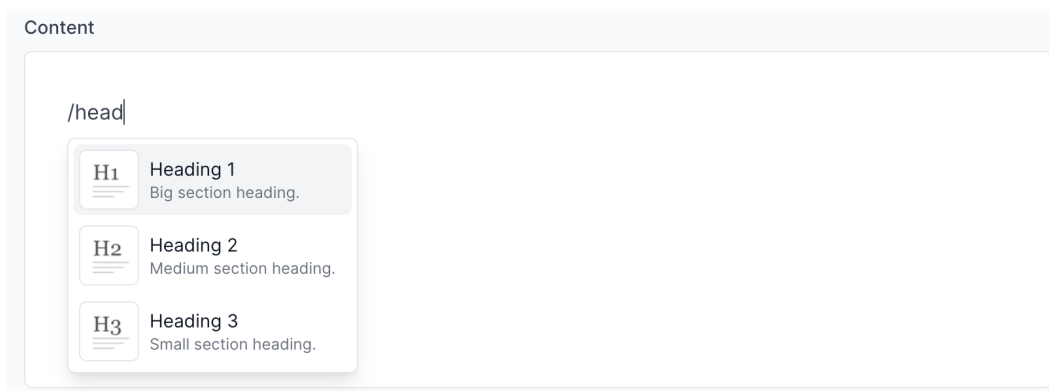 Content
/head
H1
Heading 1
Big section heading.
H2
Heading 2
Medium section heading.
H3
Heading 3
Small section heading.